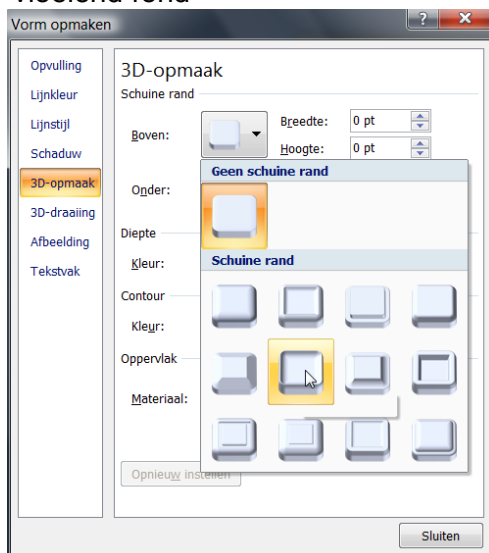 Vorm opmaken
Opvulling
Lijnkleur
Lijnstijl
Schaduw
3D-opmaak
3D-draaiing
Afbeelding
Tekstvak
3D-opmaak
Schuine rand
Boven:
Breedte: 0 pt
Hoogte: 0 pt
Geen schuine rand
Onder:
Diepte
Schuine rand
Kleur:
Contour
Kleur:
Oppervlak
Materiaal:
Opnieuw instellen
Sluiten